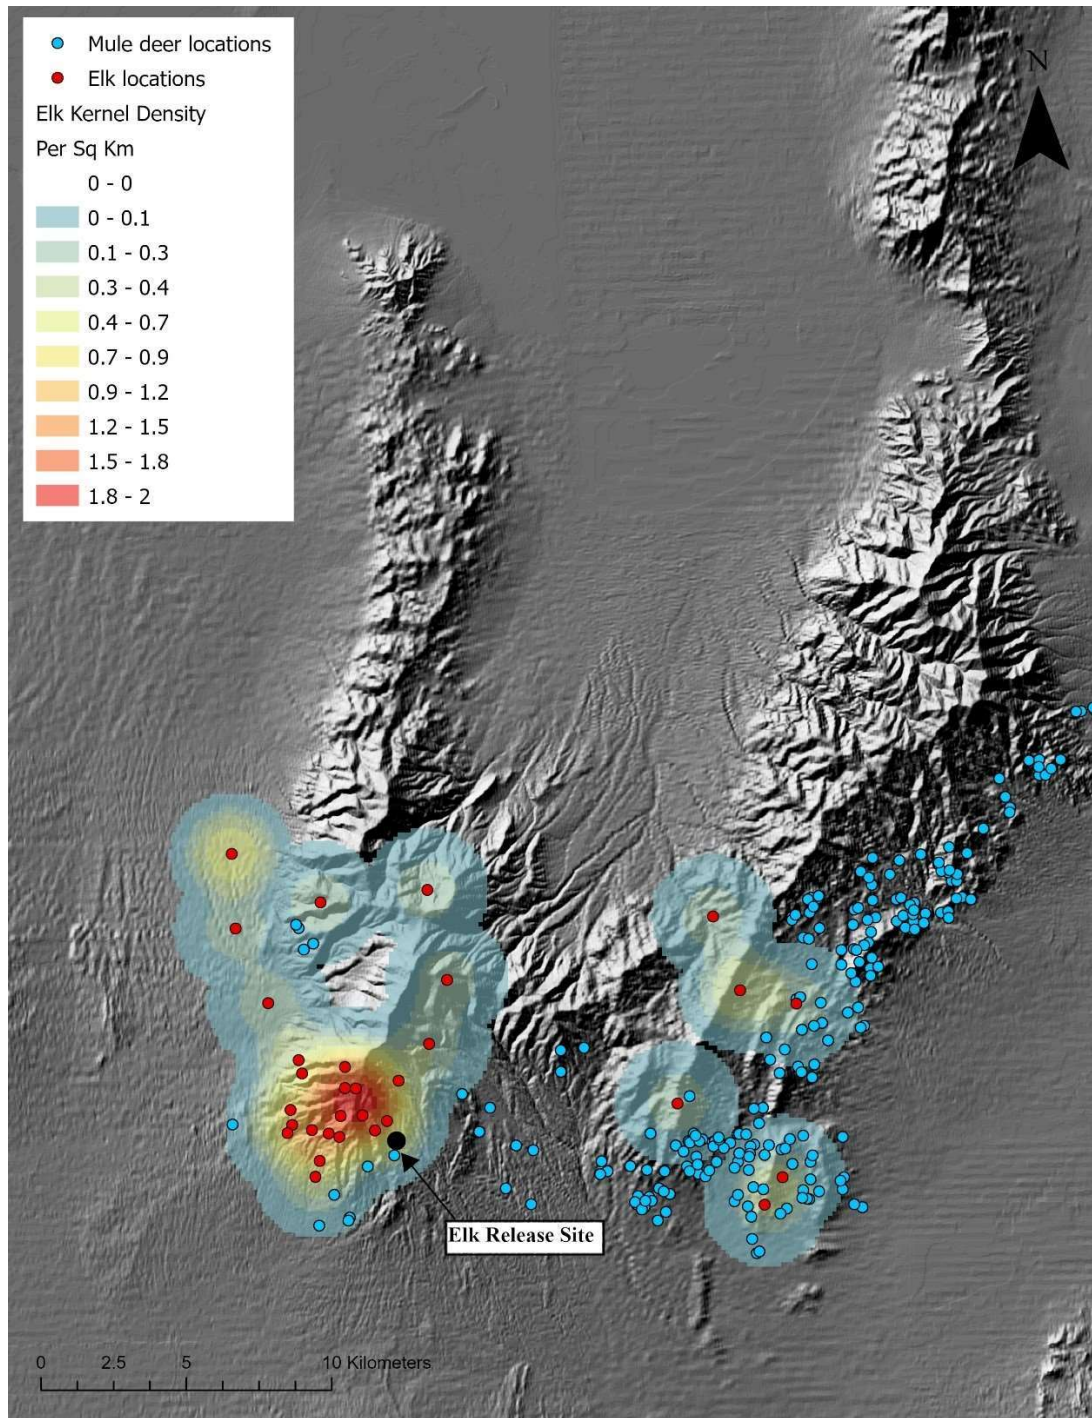 Mule deer locations
Elk locations
Elk Kernel Density
Per Sq Km
0 - 0
0 - 0.1
0.1 - 0.3
0.3 - 0.4
0.4 - 0.7
0.7 - 0.9
0.9 - 1.2
1.2 - 1.5
1.5 - 1.8
1.8 - 2
N
Elk Release Site
0 2.5 5 10 Kilometers